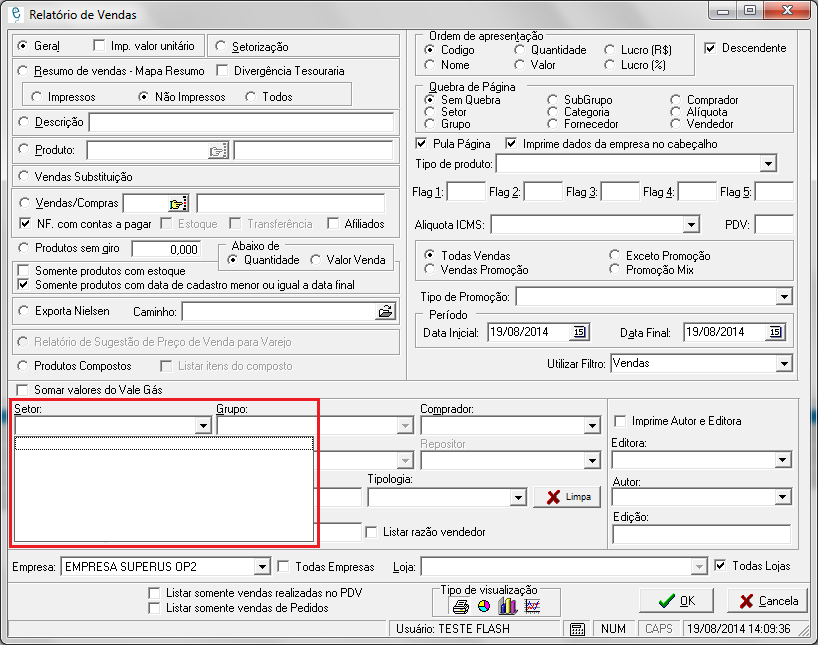 Relatório de Vendas
Geral Imp. valor unitário Setorização
Resumo de vendas - Mapa Resumo Divergência Tesouraria
Impressos Não Impressos Todos
Descrição
Produto:
Vendas Substituição
Vendas/Compras
NF. com contas a pagar Estoque Transferência Afiliados
Produtos sem giro 0,000 Abaixo de
Quantidade Valor Venda
Somente produtos com estoque
Somente produtos com data de cadastro menor ou igual a data final
Exporta Nielsen Caminho:
Relatório de Sugestão de Preço de Venda para Varejo
Produtos Compostos Listar itens do composto
Somar valores do Vale Gás
Ordem de apresentação
Codigo Quantidade Lucro (R$) Descendente
Nome Valor Lucro (%)
Quebra de Página
Sem Quebra SubGrupo Comprador
Setor Categoria Alíquota
Grupo Fornecedor Vendedor
Pula Página Imprime dados da empresa no cabeçalho
Tipo de produto:
Flag 1: Flag 2: Flag 3: Flag 4: Flag 5:
Aliquota ICMS: PDV:
Todas Vendas Exceto Promoção
Vendas Promoção Promoção Mix
Tipo de Promoção:
Período
Data Inicial: 19/08/2014 15 Data Final: 19/08/2014 15
Utilizar Filtro: Vendas
Setor: Grupo: Comprador:
Repositor
Tipologia:
Limpa
Listar razão vendedor
Imprime Autor e Editora
Editora:
Autor:
Edição:
Empresa: EMPRESA SUPERUS OP2 Todas Empresas Loja: Todas Lojas
Listar somente vendas realizadas no PDV
Listar somente vendas de Pedidos
Tipo de visualização
OK Cancela
Usuário: TESTE FLASH NUM CAPS 19/08/2014 14:09:36